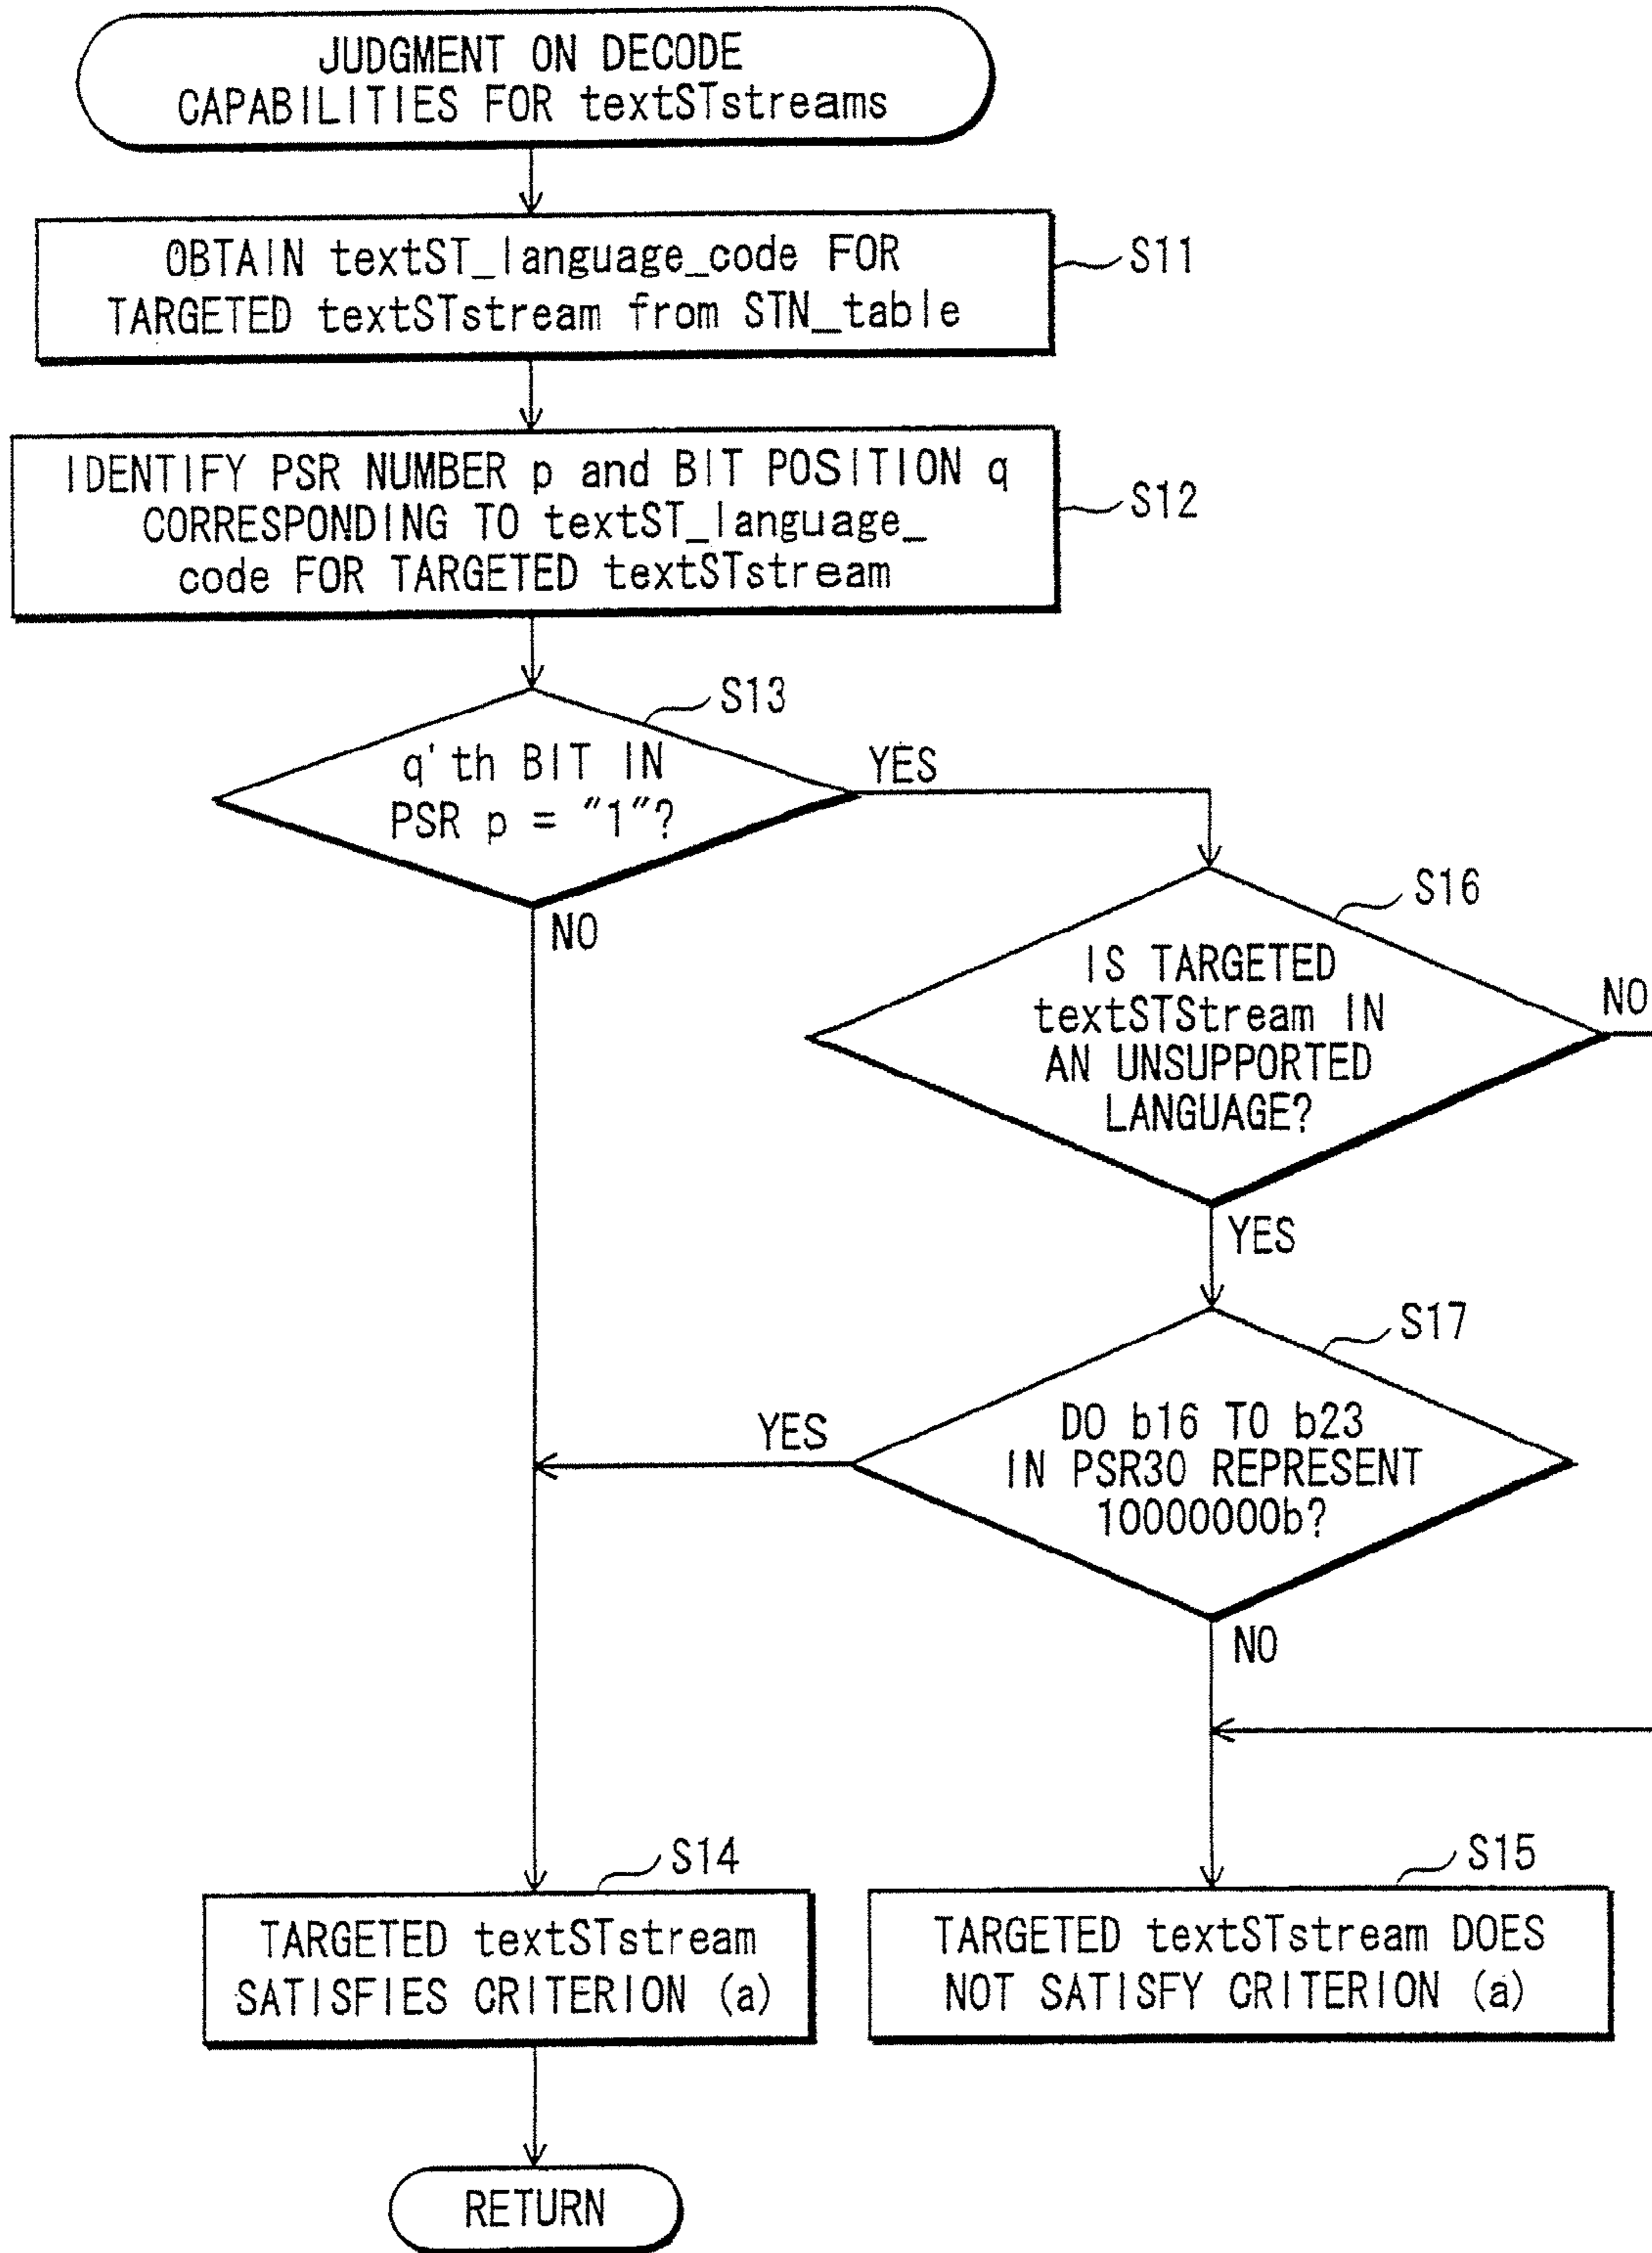 JUDGMENT ON DECODE
CAPABILITIES FOR textSTstreams
OBTAIN textST_language_code FOR
TARGETED textSTstream from STN_table
S11
IDENTIFY PSR NUMBER p and BIT POSITION q
CORRESPONDING TO textST_language_
code FOR TARGETED textSTstream
S12
S13
q'th BIT IN
PSR p = "1"?
YES
NO
S16
IS TARGETED
textSTStream IN
AN UNSUPPORTED
LANGUAGE?
NO
YES
S17
DO b16 TO b23
IN PSR30 REPRESENT
10000000b?
YES
NO
S14
TARGETED textSTstream
SATISFIES CRITERION (a)
S15
TARGETED textSTstream DOES
NOT SATISFY CRITERION (a)
RETURN